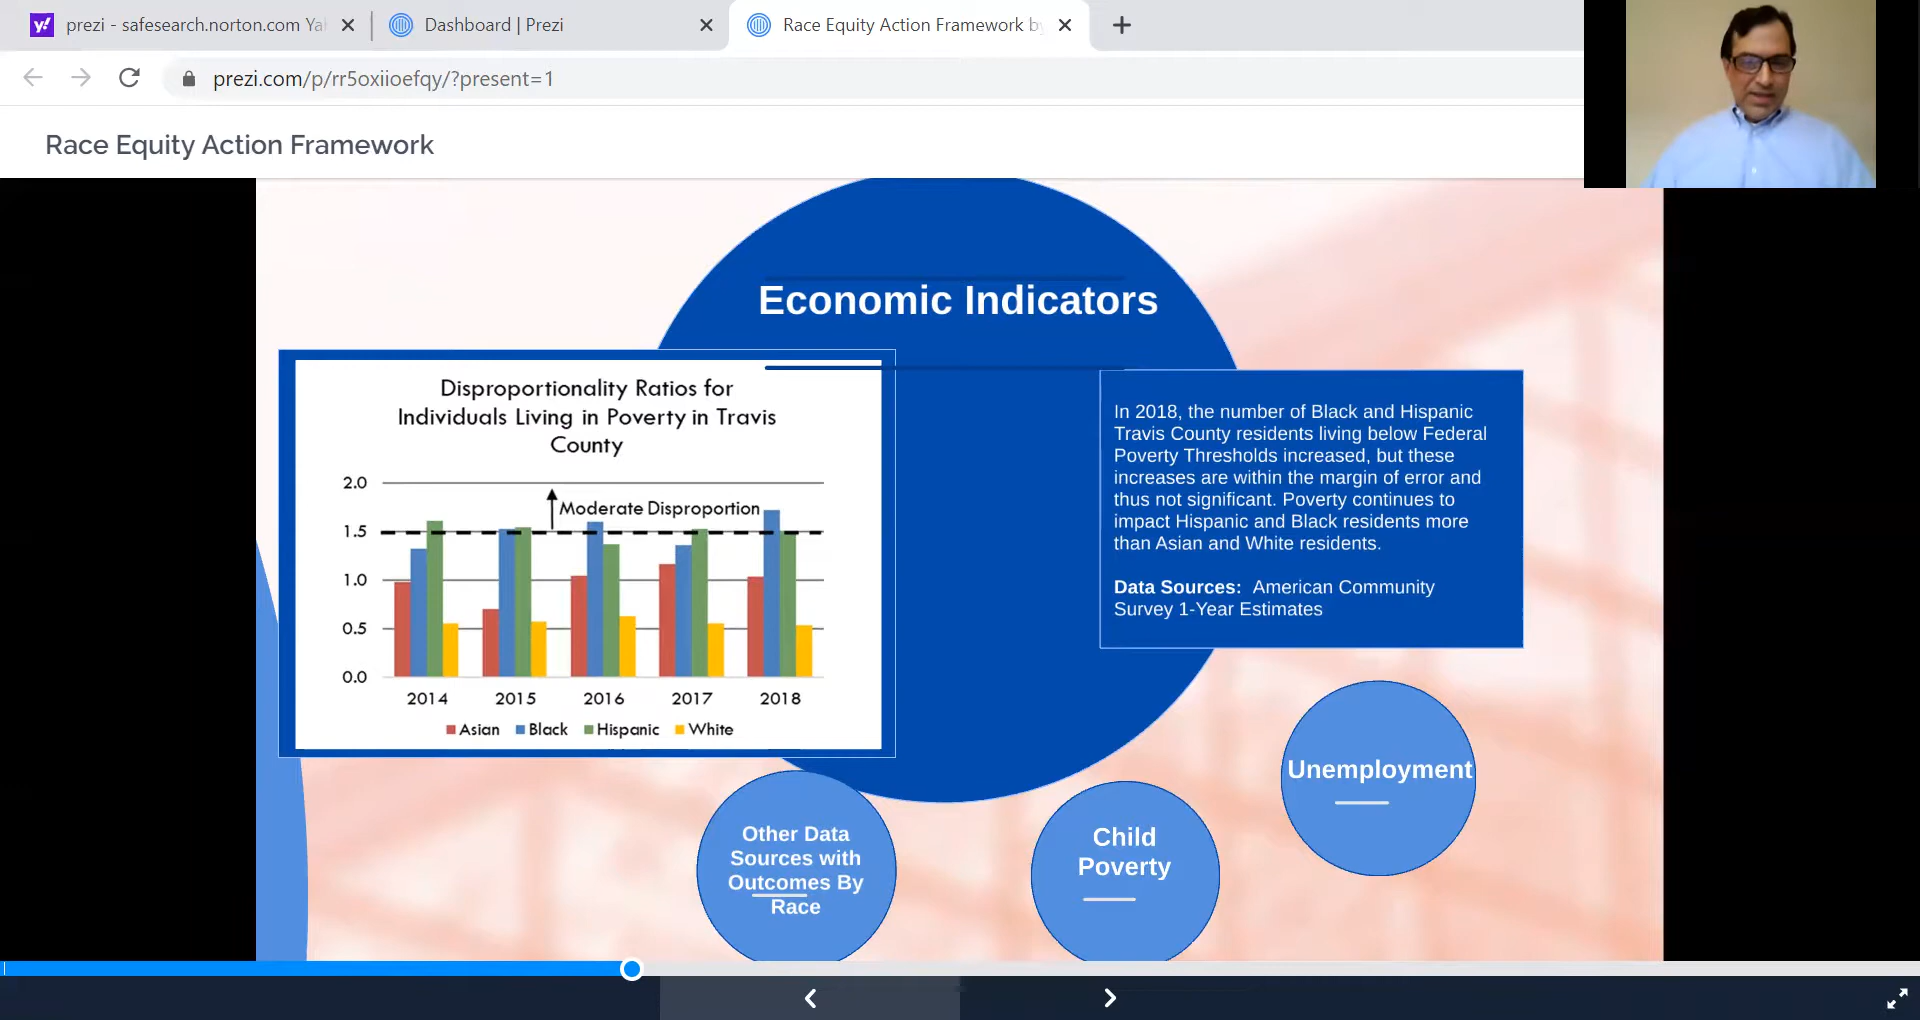 prezi - safesearch.norton.com Ya
Dashboard | Prezi
Race Equity Action Framework by
prezi.com/p/rr5oxiioefqy/?present=1
Race Equity Action Framework
Economic Indicators
Disproportionality Ratios for
Individuals Living in Poverty in Travis
County
2.0
Moderate Disproportion
1.5
1.0
0.5
0.0
2014 2015 2016 2017 2018
Asian Black Hispanic White
In 2018, the number of Black and Hispanic
Travis County residents living below Federal
Poverty Thresholds increased, but these
increases are within the margin of error and
thus not significant. Poverty continues to
impact Hispanic and Black residents more
than Asian and White residents.
Data Sources: American Community
Survey 1-Year Estimates
Unemployment
Child
Poverty
Other Data
Sources with
Outcomes By
Race